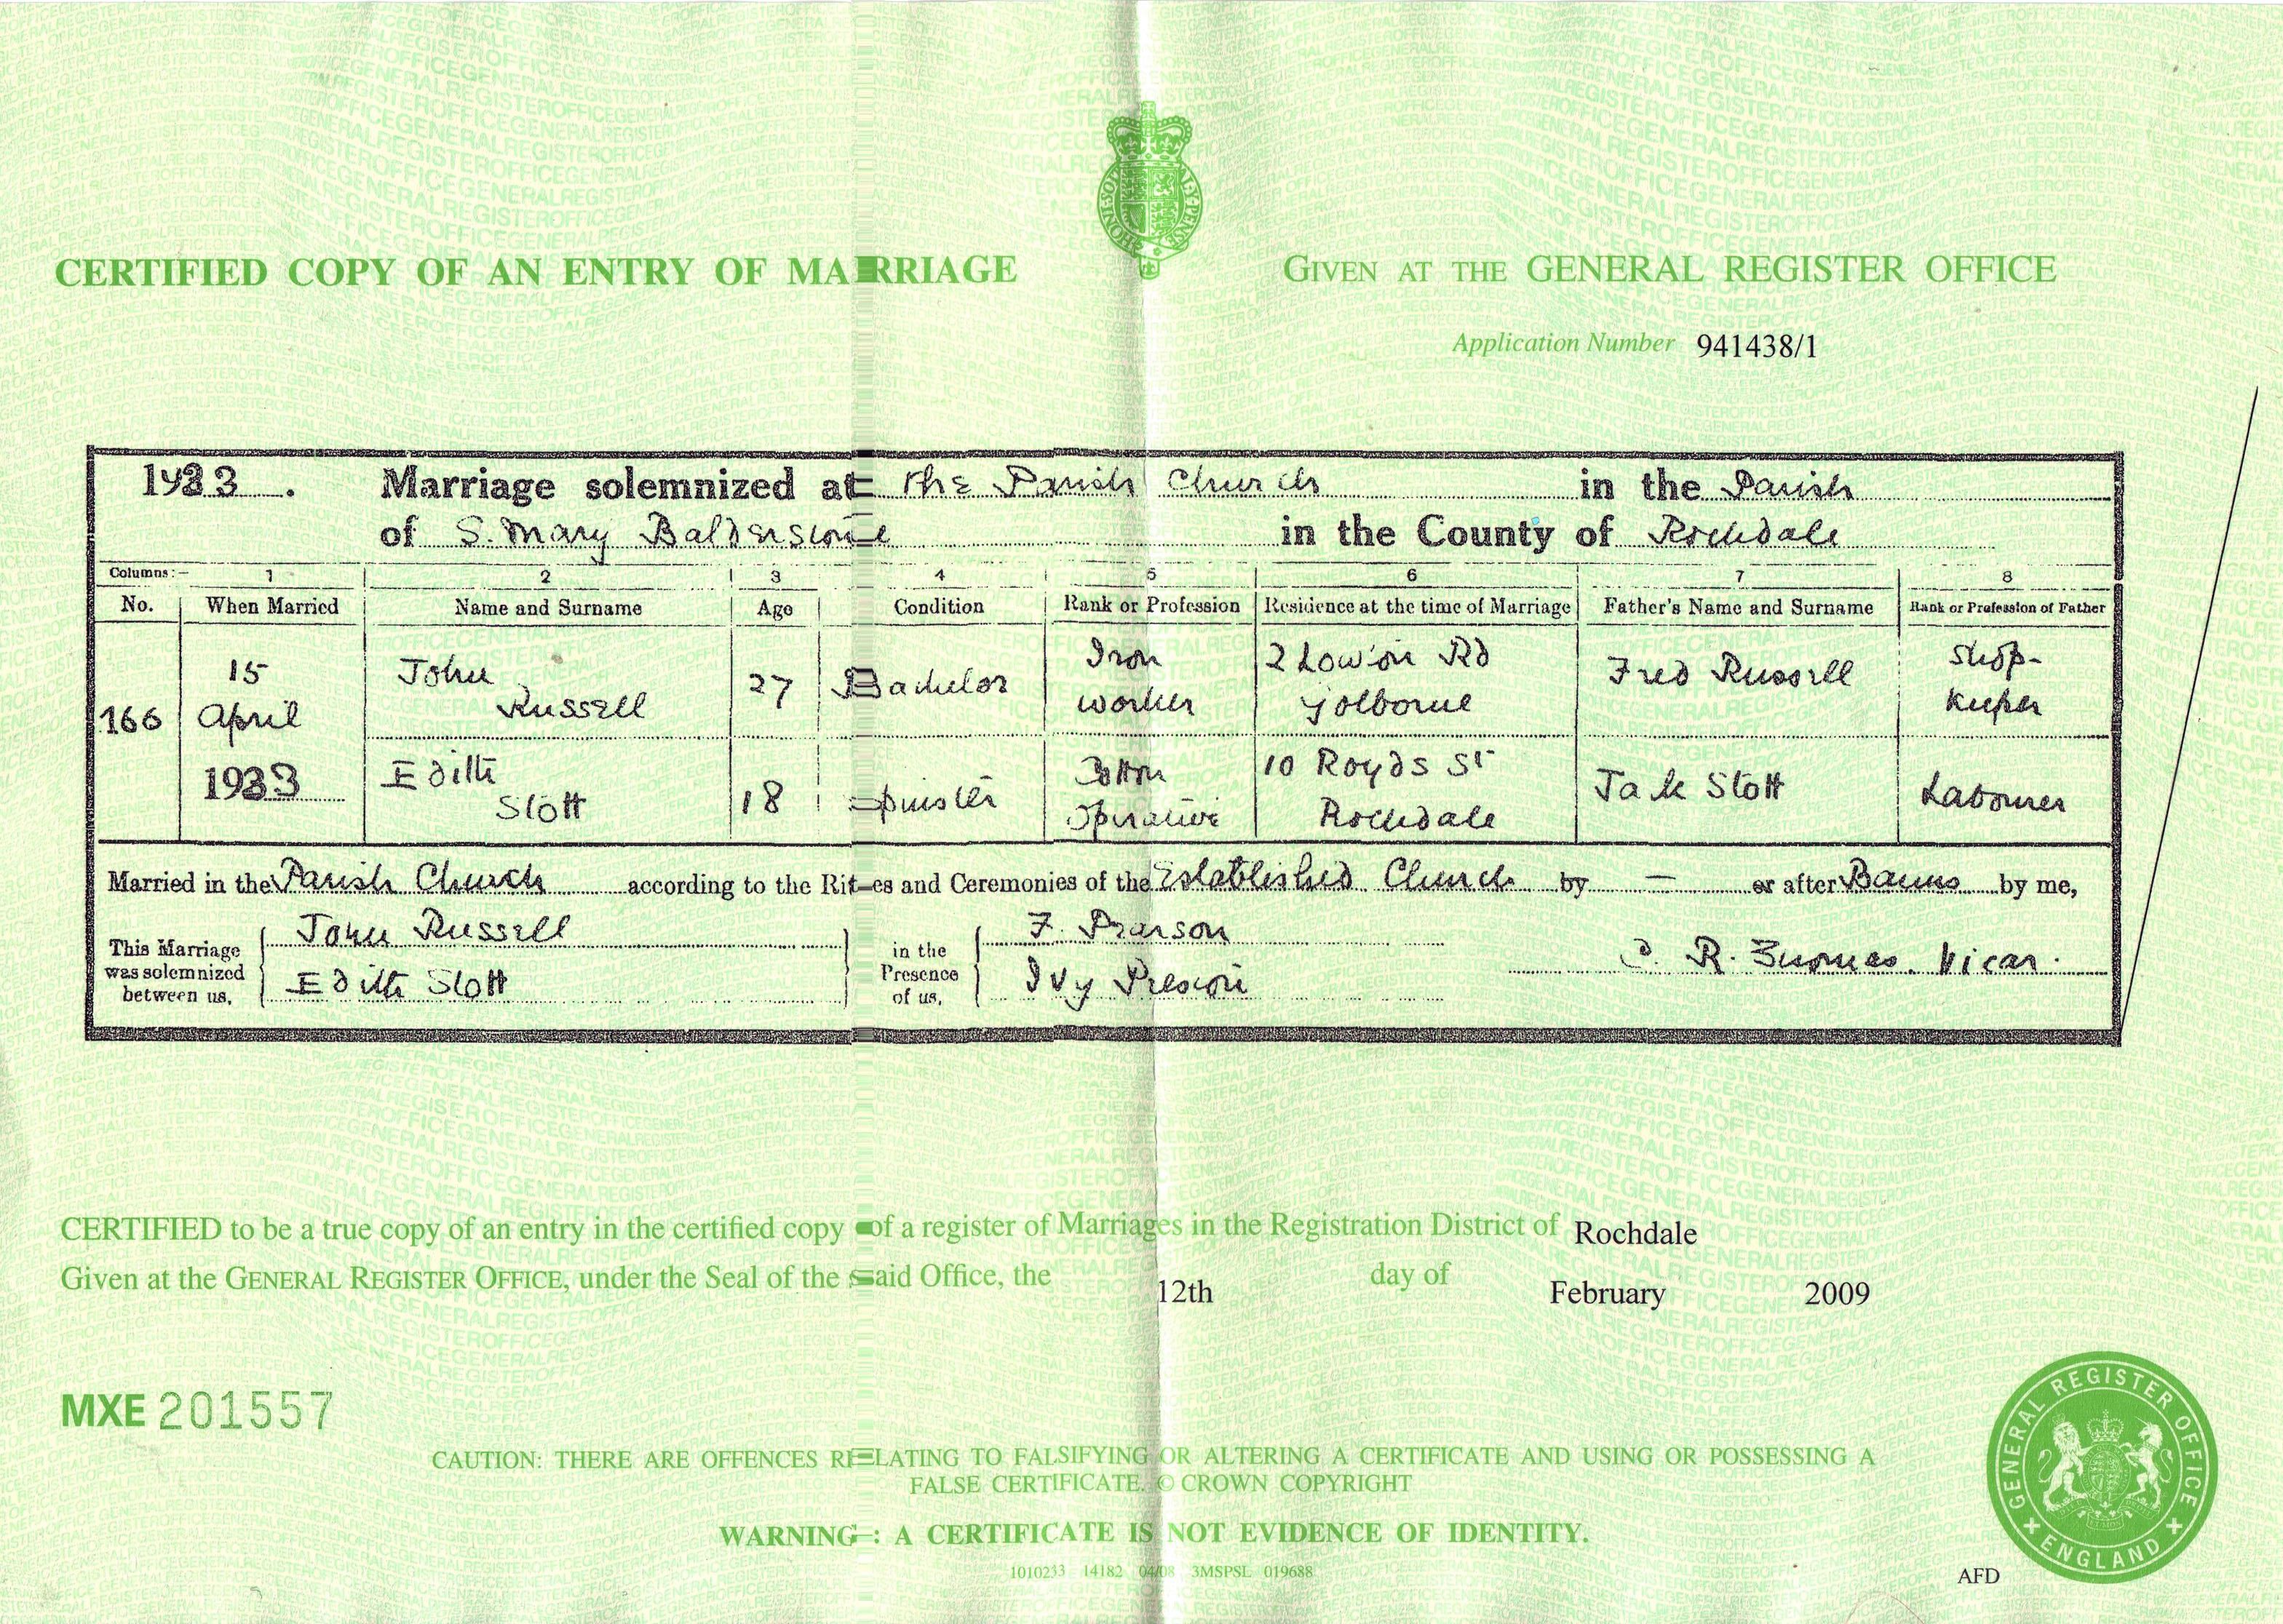 CERTIFIED COPY OF AN ENTRY OF MARRIAGE
GIVEN AT THE GENERAL REGISTER OFFICE
Application Number 941438/1
1933. Marriage solemnized at the Parish Church in the Parish
of S. Mary Balderstone in the County of Rochdale
Columns:— 1 2 3 4 5 6 7 8
No. When Married Name and Surname Age Condition Rank or Profession Residence at the time of Marriage Father's Name and Surname Rank or Profession of Father
15 John Iron 2 Lowton Rd Shop-
166 April Russell 27 Bachelor worker Golborne Fred Russell keeper
1933 Edith Cotton 10 Royds St Jack Stott
Stott 18 Spinster Operative Rochdale Labourer
Married in the Parish Church according to the Rites and Ceremonies of the Established Church by — or after Banns by me,
This Marriage was solemnized between us, John Russell
Edith Stott
in the Presence of us, F. Pearson
Ivy Preston
R. Vicar.
CERTIFIED to be a true copy of an entry in the certified copy of a register of Marriages in the Registration District of Rochdale
Given at the GENERAL REGISTER OFFICE, under the Seal of the said Office, the 12th day of February 2009
MXE 201557
CAUTION: THERE ARE OFFENCES RELATING TO FALSIFYING OR ALTERING A CERTIFICATE AND USING OR POSSESSING A
FALSE CERTIFICATE. © CROWN COPYRIGHT
WARNING: A CERTIFICATE IS NOT EVIDENCE OF IDENTITY.
1010233 14182 04/08 3MSPSL 019688
AFD
GENERAL REGISTER OFFICE
ENGLAND